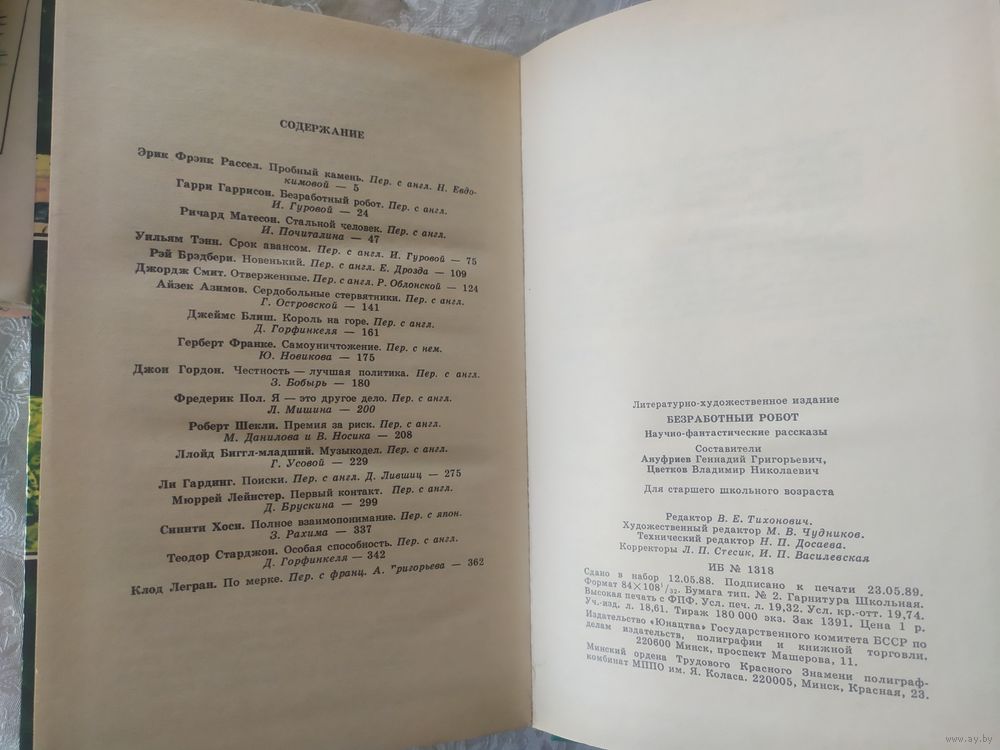 СОДЕРЖАНИЕ
Эрик Фрэнк Рассел. Пробный камень. Пер. с англ. Н. Евдо-
кимовой — 5
Гарри Гаррисон. Безработный робот. Пер. с англ.
И. Гуровой — 24
Ричард Матесон. Стальной человек. Пер. с англ.
И. Почиталина — 47
Уильям Тэнн. Срок авансом. Пер. с англ. И. Гуровой — 75
Рэй Брэдбери. Новенький. Пер. с англ. Е. Дрозда — 109
Джордж Смит. Отверженные. Пер. с англ. Р. Облонской — 124
Айзек Азимов. Сердобольные стервятники. Пер. с англ.
Г. Островской — 141
Джеймс Блиш. Король на горе. Пер. с англ.
Д. Горфинкеля — 161
Герберт Франке. Самоуничтожение. Пер. с нем.
Ю. Новикова — 175
Джон Гордон. Честность — лучшая политика. Пер. с англ.
З. Бобырь — 180
Фредерик Пол. Я — это другое дело. Пер. с англ.
Л. Мишина — 200
Роберт Шекли. Премия за риск. Пер. с англ.
М. Данилова и В. Носика — 208
Ллойд Биггл-младший. Музыкодел. Пер. с англ.
Г. Усовой — 229
Ли Гардинг. Поиски. Пер. с англ. Д. Лившиц — 275
Мюррей Лейнстер. Первый контакт. Пер. с англ.
Д. Брускина — 299
Синити Хоси. Полное взаимопонимание. Пер. с япон.
З. Рахима — 337
Теодор Старджон. Особая способность. Пер. с англ.
Д. Горфинкеля — 342
Клод Легран. По мерке. Пер. с франц. А. Григорьева — 362
Литературно-художественное издание
БЕЗРАБОТНЫЙ РОБОТ
Научно-фантастические рассказы
Составители
Ануфриев Геннадий Григорьевич,
Цветков Владимир Николаевич
Для старшего школьного возраста
Редактор В. Е. Тихонович.
Художественный редактор М. В. Чудников.
Технический редактор Н. П. Досаева.
Корректоры Л. П. Стесик, И. П. Василевская
ИБ № 1318
Сдано в набор 12.05.88. Подписано к печати 23.05.89.
Формат 84×108¹/₃₂. Бумага тип. № 2. Гарнитура Школьная.
Высокая печать с ФПФ. Усл. печ. л. 19,32. Усл. кр.-отт. 19,74.
Уч.-изд. л. 18,61. Тираж 180 000 экз. Зак 1391. Цена 1 р.
Издательство «Юнацтва» Государственного комитета БССР по
делам издательств, полиграфии и книжной торговли.
220600 Минск, проспект Машерова, 11.
Минский ордена Трудового Красного Знамени полиграф-
комбинат МППО им. Я. Коласа. 220005, Минск, Красная, 23.
www.ay.by